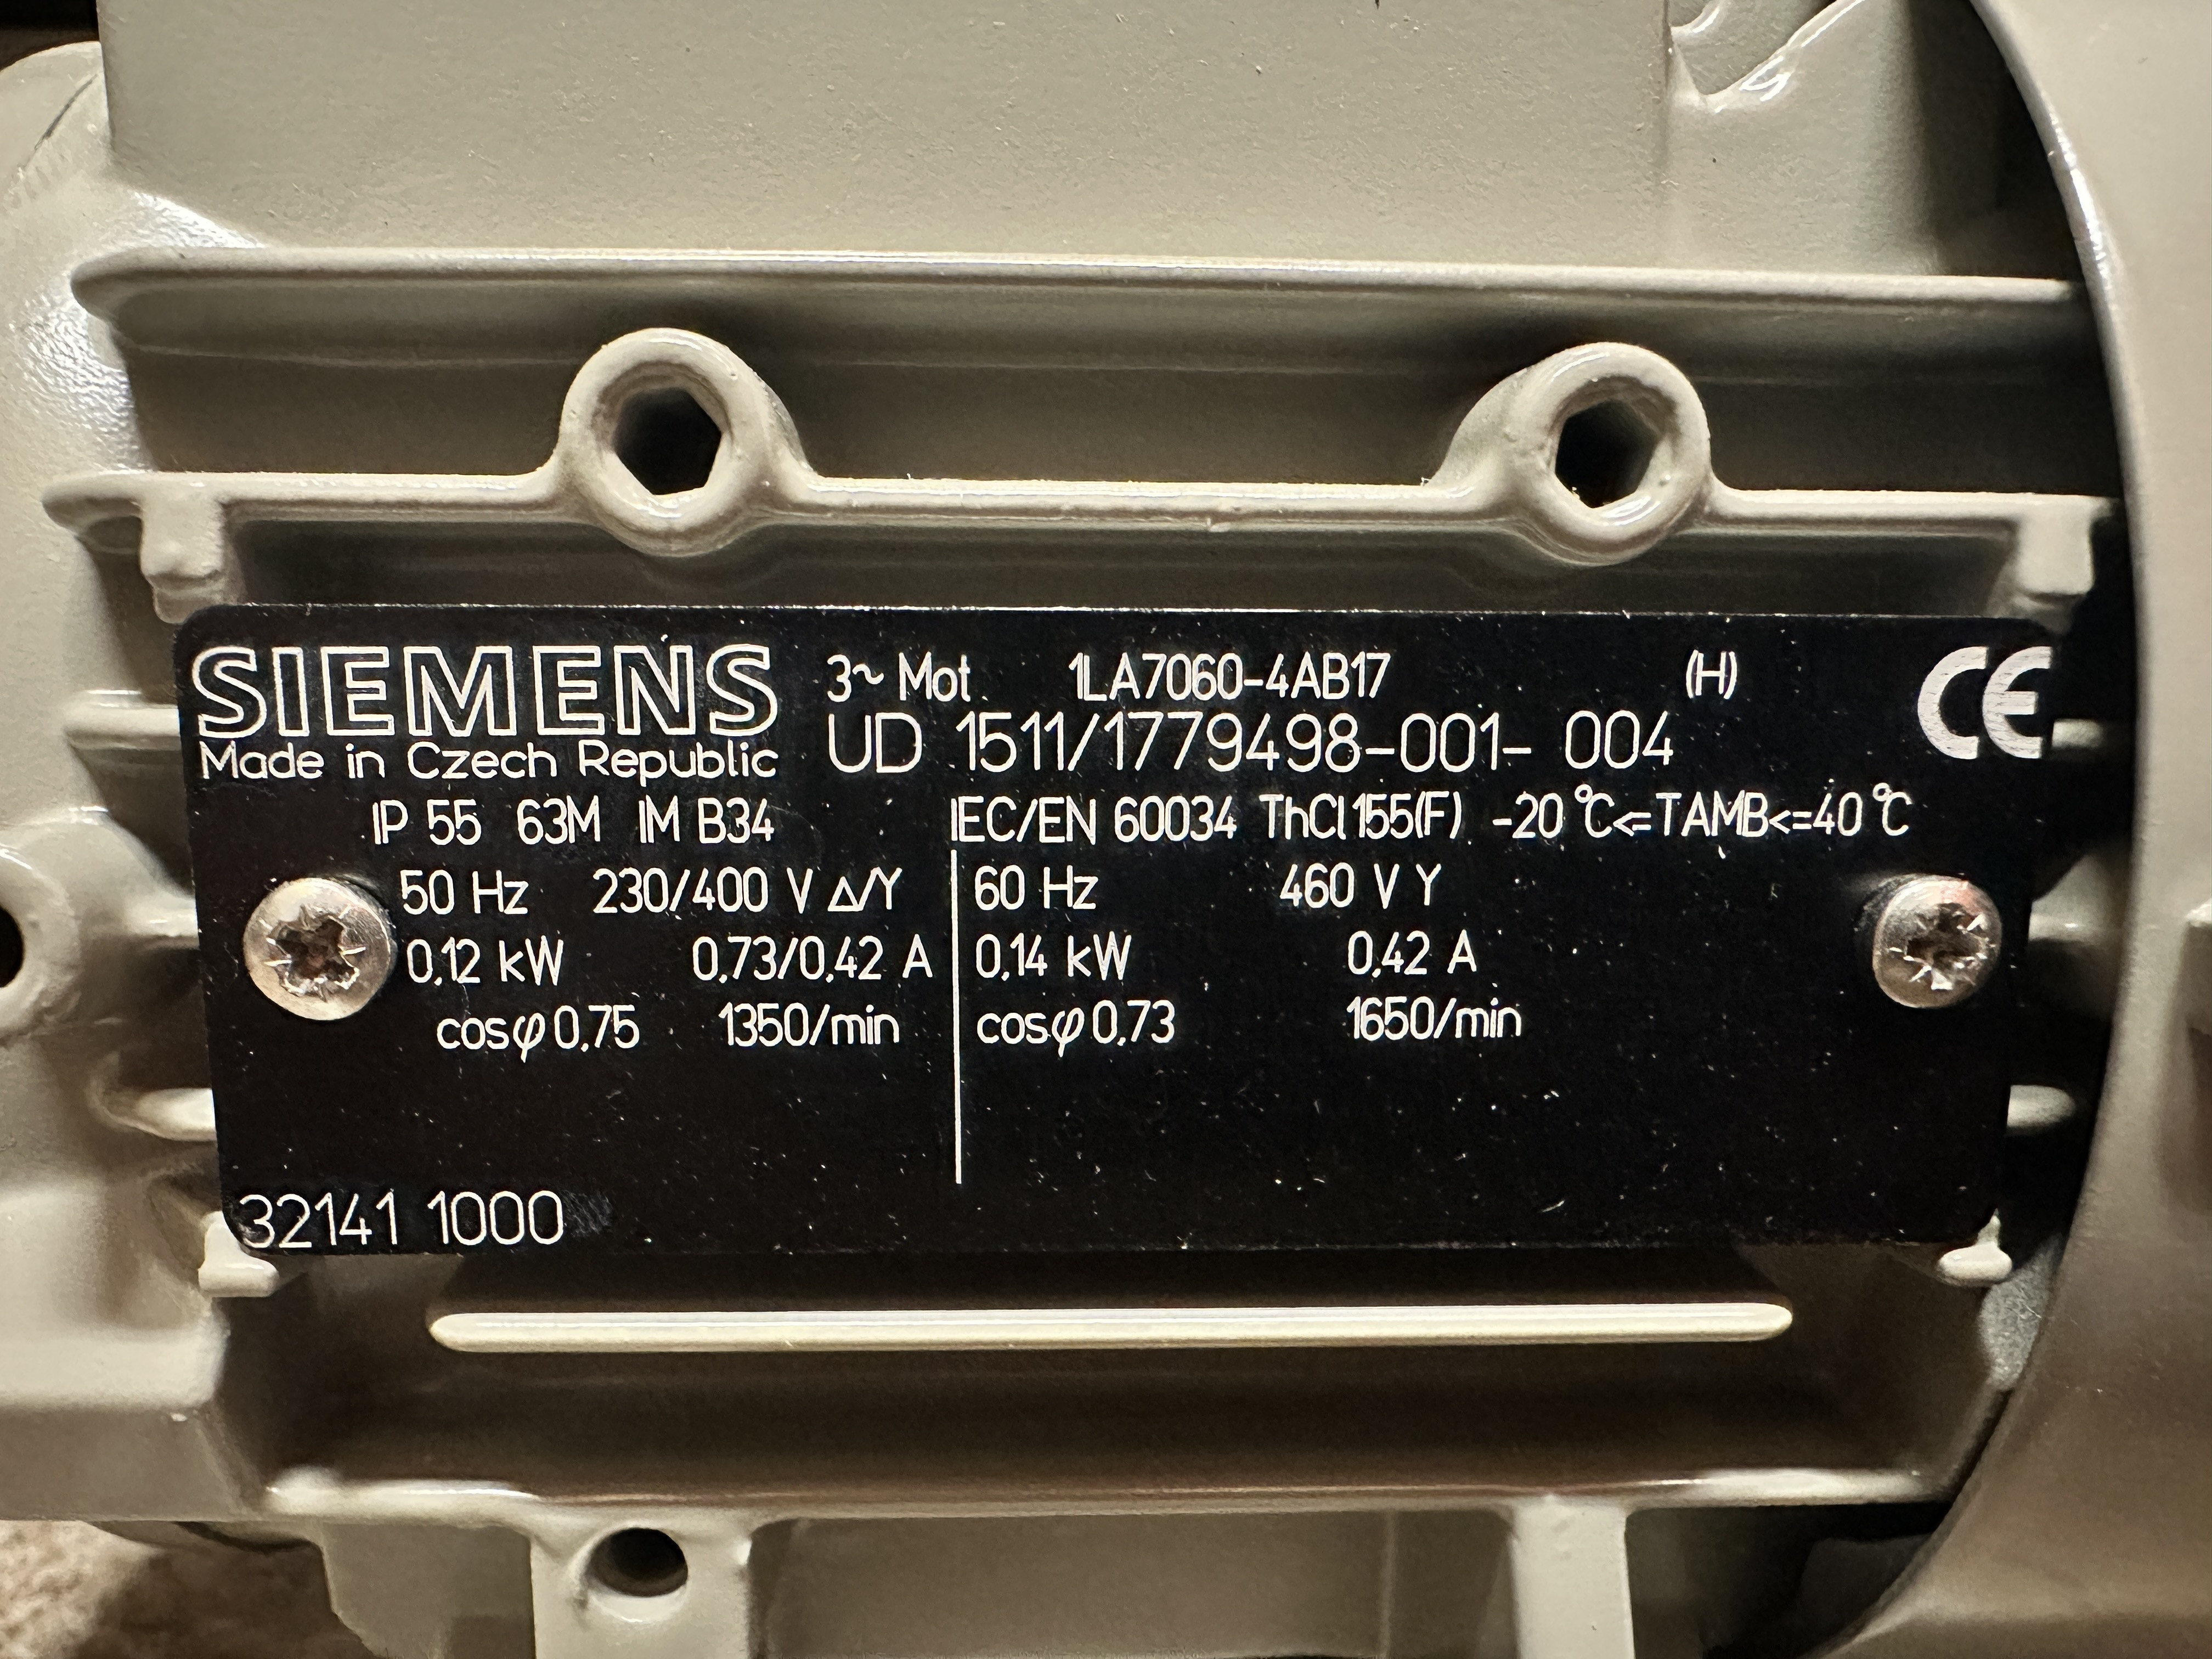 SIEMENS 3~ Mot. 1LA7060-4AB17 (H) CE
Made in Czech Republic UD 1511/1779498-001- 004
IP 55 63M IM B34 IEC/EN 60034 ThCl155(F) -20°C<=TAMB<=40°C
50 Hz 230/400 V Δ/Y 60 Hz 460 V Y
0,12 kW 0,73/0,42 A 0,14 kW 0,42 A
cosφ 0,75 1350/min cosφ 0,73 1650/min
32141 1000